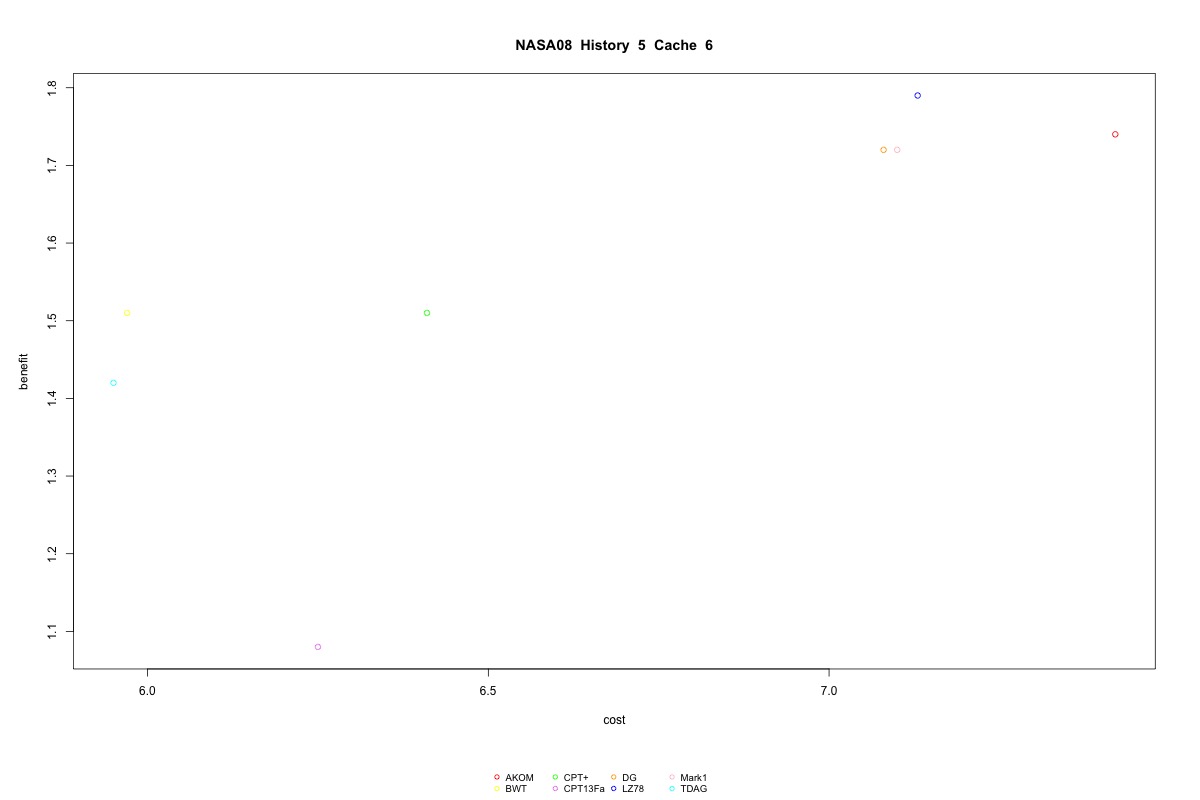 NASA08 History 5 Cache 6
1.8
1.7
1.6
1.5
1.4
1.3
1.2
1.1
benefit
6.0 6.5 7.0
cost
AKOM CPT+ DG Mark1
BWT CPT13Fa LZ78 TDAG